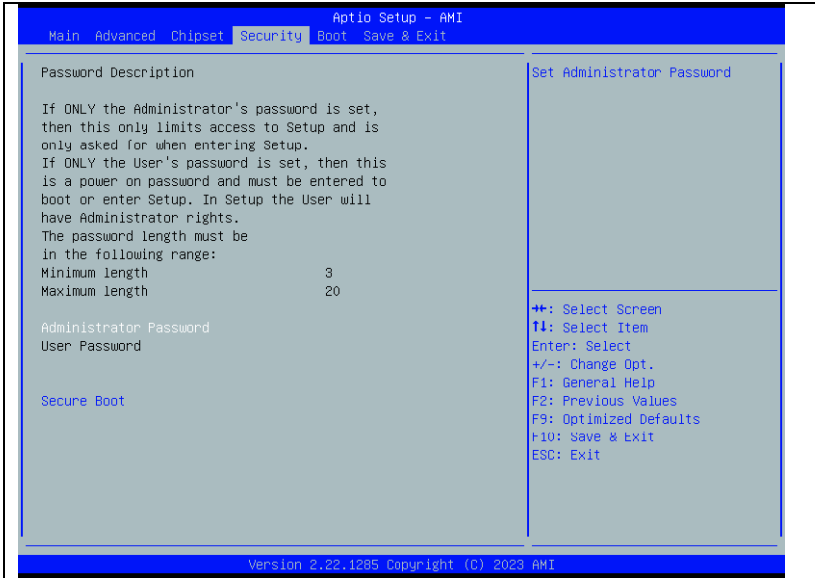 Aptio Setup – AMI
Main Advanced Chipset Security Boot Save & Exit
Password Description
If ONLY the Administrator's password is set,
then this only limits access to Setup and is
only asked for when entering Setup.
If ONLY the User's password is set, then this
is a power on password and must be entered to
boot or enter Setup. In Setup the User will
have Administrator rights.
The password length must be
in the following range:
Minimum length 3
Maximum length 20
Administrator Password
User Password
Secure Boot
Set Administrator Password
→←: Select Screen
↑↓: Select Item
Enter: Select
+/-: Change Opt.
F1: General Help
F2: Previous Values
F9: Optimized Defaults
F10: Save & Exit
ESC: Exit
Version 2.22.1285 Copyright (C) 2023 AMI